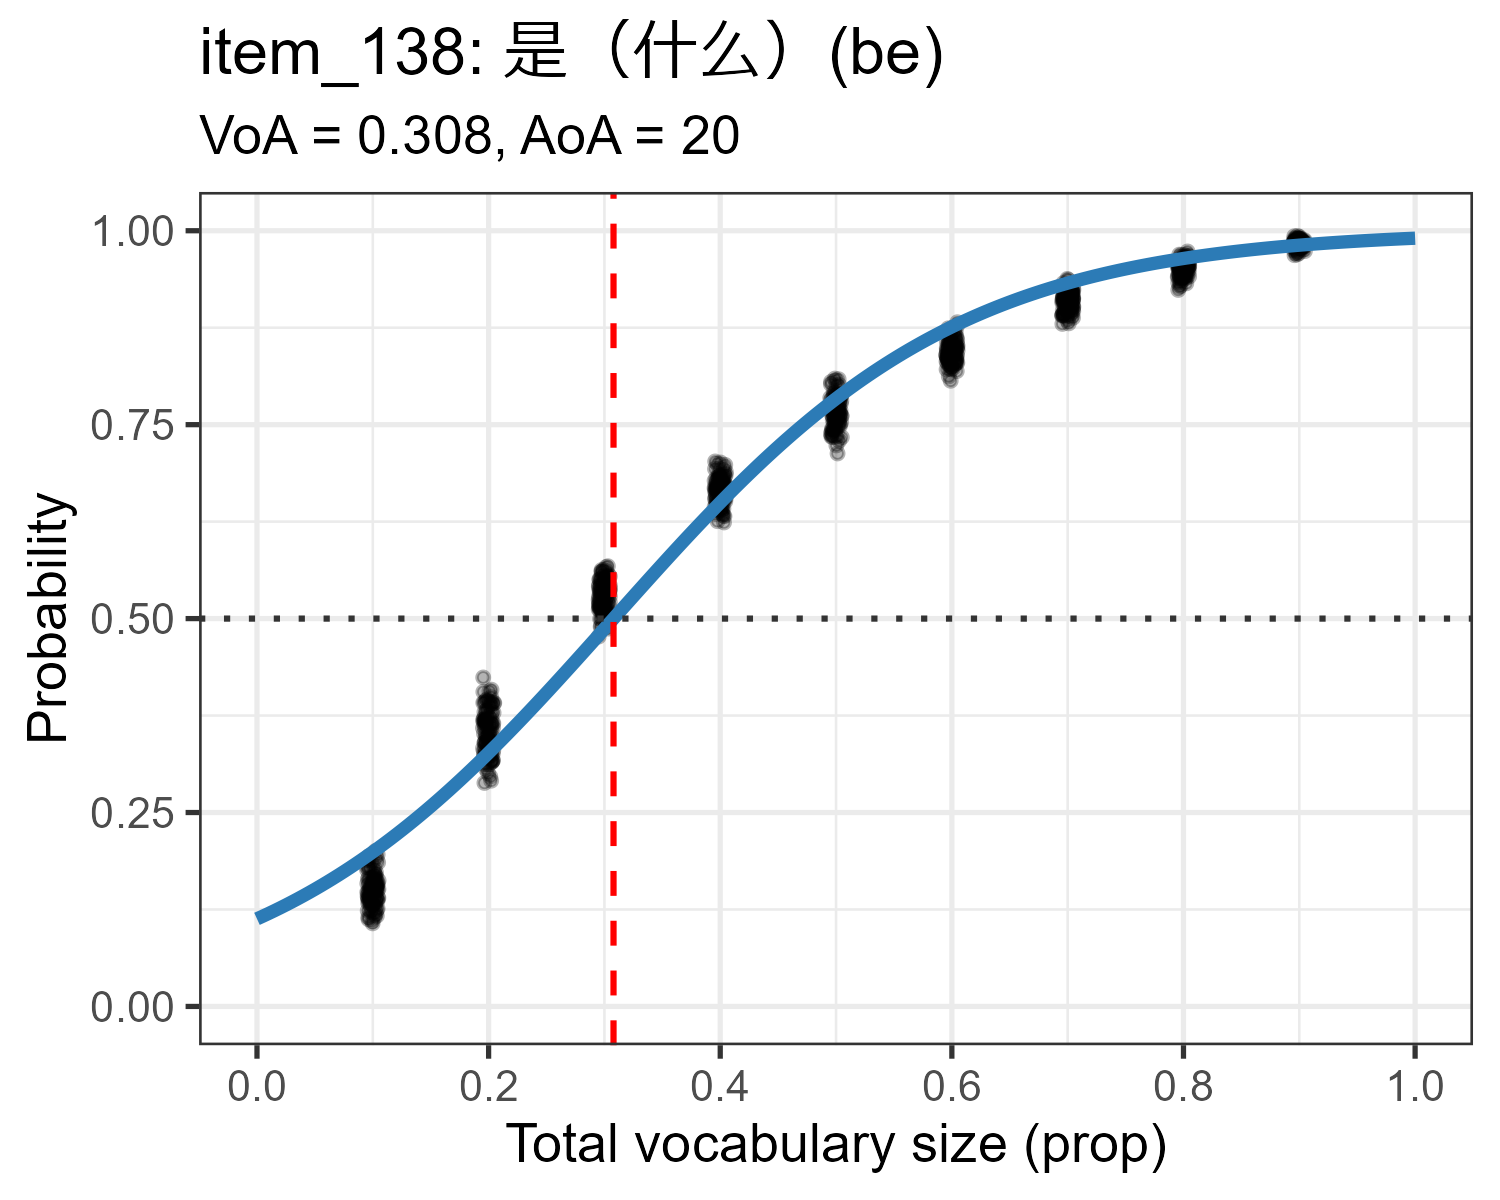 item_138: 是（什么）(be)
VoA = 0.308, AoA = 20
1.00
0.75
0.50
0.25
0.00
Probability
0.0 0.2 0.4 0.6 0.8 1.0
Total vocabulary size (prop)